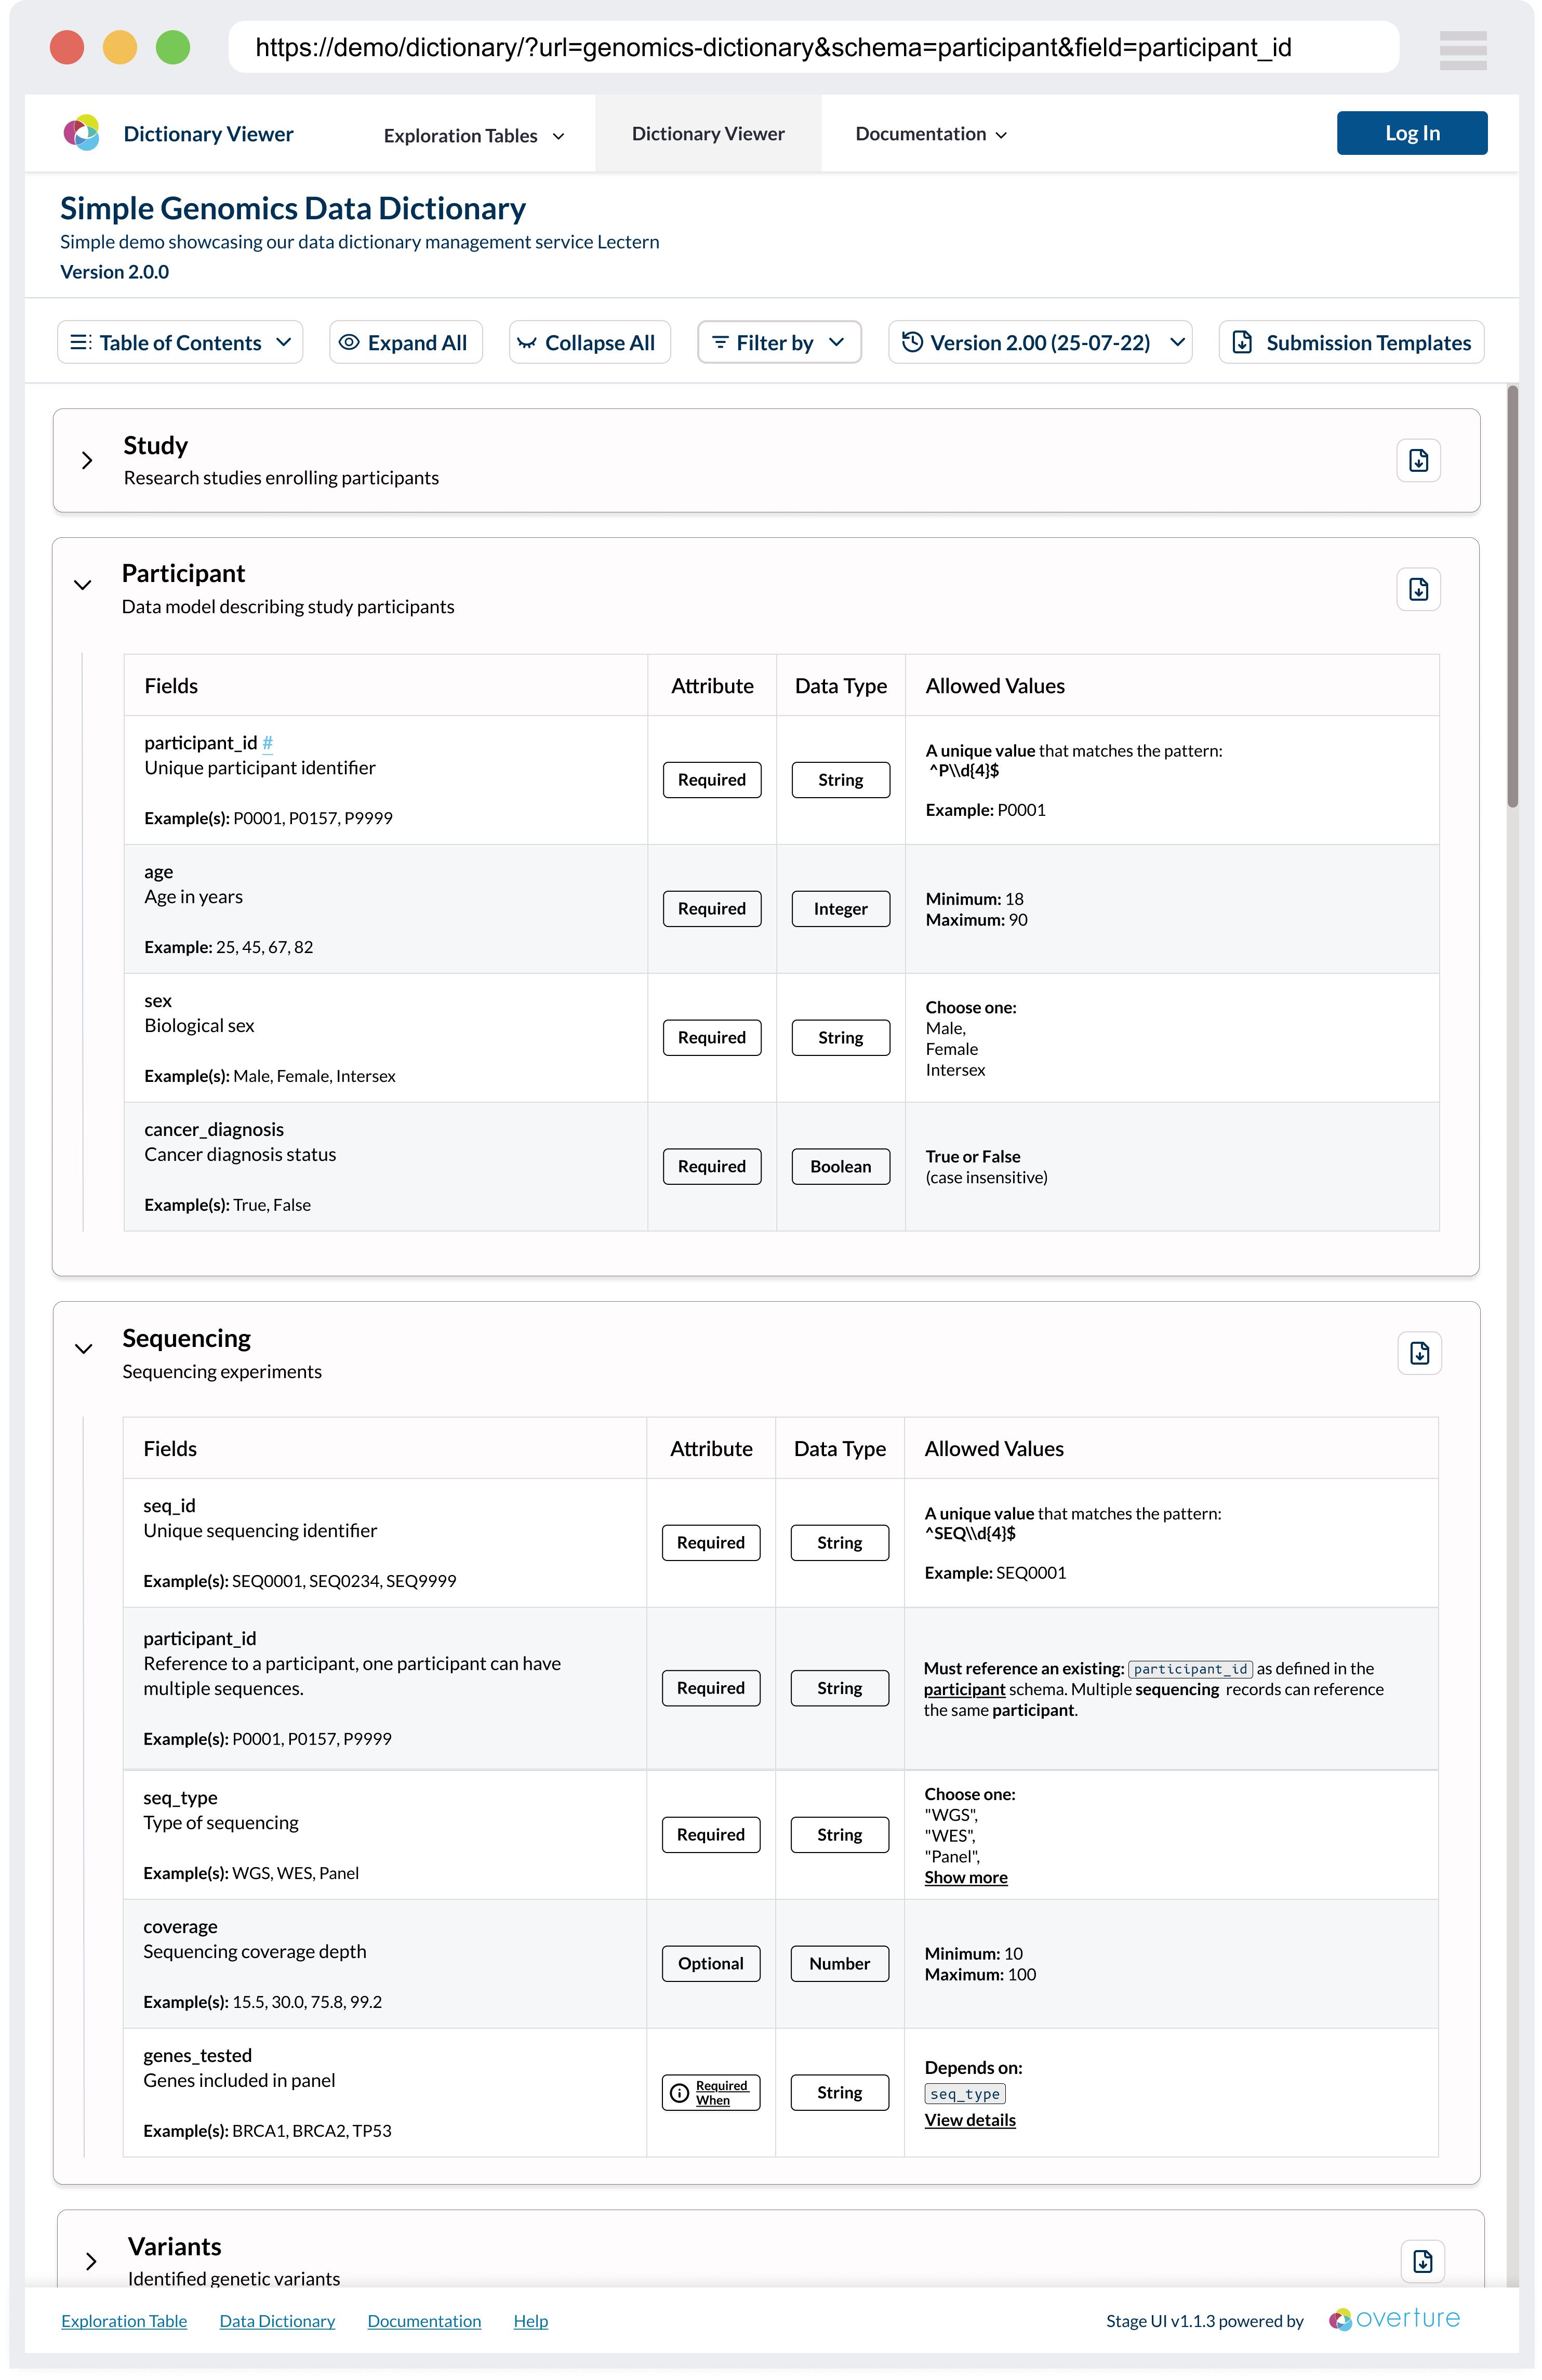 https://demo/dictionary/?url=genomics-dictionary&schema=participant&field=participant_id
Dictionary Viewer
Exploration Tables
Dictionary Viewer
Documentation
Log In
Simple Genomics Data Dictionary
Simple demo showcasing our data dictionary management service Lectern
Version 2.0.0
Table of Contents
Expand All
Collapse All
Filter by
Version 2.00 (25-07-22)
Submission Templates
Study
Research studies enrolling participants
Participant
Data model describing study participants
Fields
Attribute
Data Type
Allowed Values
participant_id #
Unique participant identifier
Example(s): P0001, P0157, P9999
Required
String
A unique value that matches the pattern:
^P\\d{4}$
Example: P0001
age
Age in years
Example: 25, 45, 67, 82
Required
Integer
Minimum: 18
Maximum: 90
sex
Biological sex
Example(s): Male, Female, Intersex
Required
String
Choose one:
Male,
Female
Intersex
cancer_diagnosis
Cancer diagnosis status
Example(s): True, False
Required
Boolean
True or False
(case insensitive)
Sequencing
Sequencing experiments
Fields
Attribute
Data Type
Allowed Values
seq_id
Unique sequencing identifier
Example(s): SEQ0001, SEQ0234, SEQ9999
Required
String
A unique value that matches the pattern:
^SEQ\\d{4}$
Example: SEQ0001
participant_id
Reference to a participant, one participant can have
multiple sequences.
Example(s): P0001, P0157, P9999
Required
String
Must reference an existing: participant_id as defined in the
participant schema. Multiple sequencing records can reference
the same participant.
seq_type
Type of sequencing
Example(s): WGS, WES, Panel
Required
String
Choose one:
"WGS",
"WES",
"Panel",
Show more
coverage
Sequencing coverage depth
Example(s): 15.5, 30.0, 75.8, 99.2
Optional
Number
Minimum: 10
Maximum: 100
genes_tested
Genes included in panel
Example(s): BRCA1, BRCA2, TP53
Required
When
String
Depends on:
seq_type
View details
Variants
Identified genetic variants
Exploration Table
Data Dictionary
Documentation
Help
Stage UI v1.1.3 powered by
overture